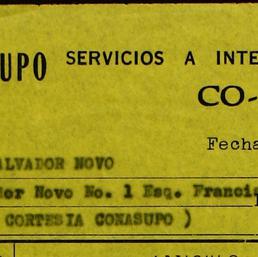 UPO SERVICIOS A INTE
CO-
Fecha
ALVADOR NOVO
dor Novo No. 1 Esq. Franci
CORTESIA CONASUPO )